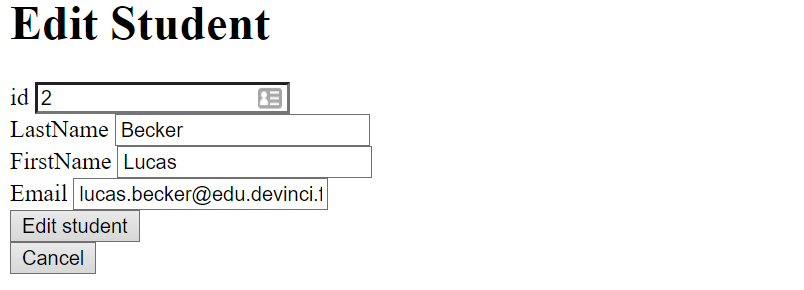 Edit Student
id 2
LastName Becker
FirstName Lucas
Email lucas.becker@edu.devinci.
Edit student
Cancel